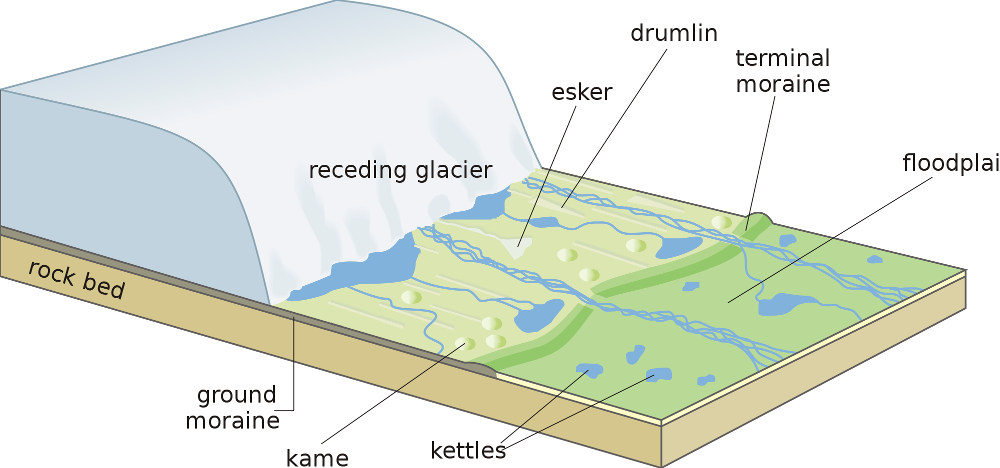 drumlin
terminal
moraine
esker
floodplai
receding glacier
rock bed
ground
moraine
kame
kettles